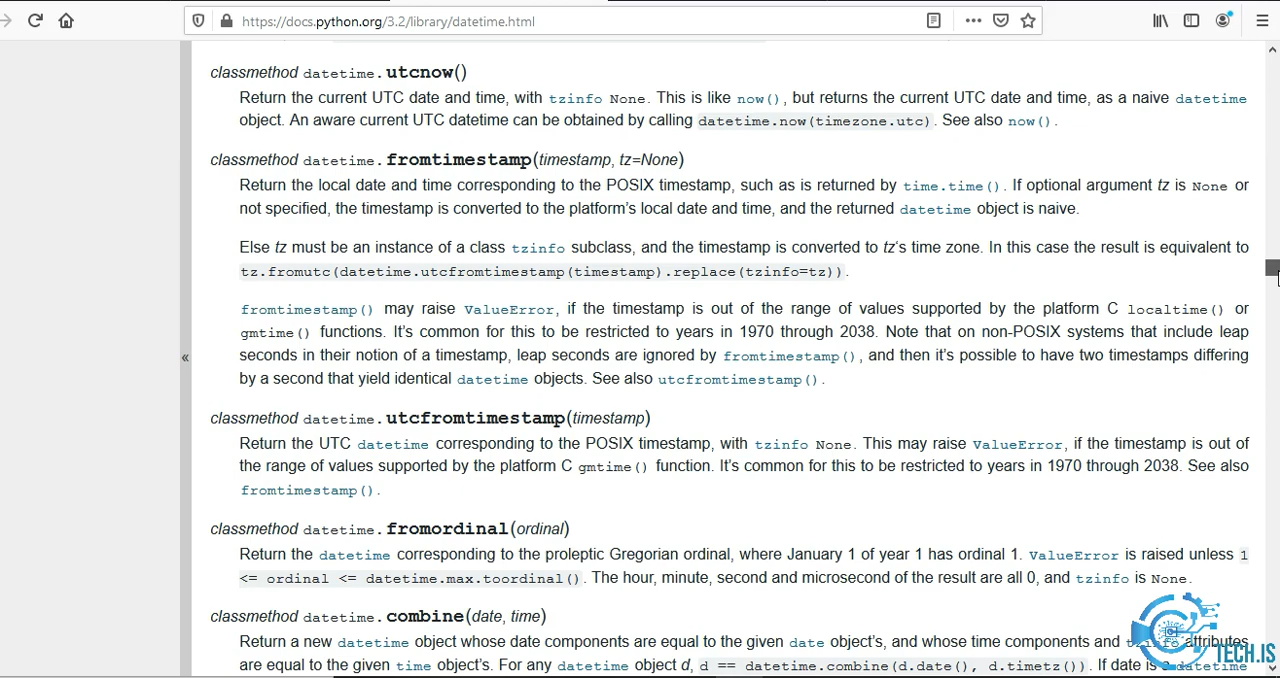 https://docs.python.org/3.2/library/datetime.html
classmethod datetime.utcnow()
Return the current UTC date and time, with tzinfo None. This is like now(), but returns the current UTC date and time, as a naive datetime
object. An aware current UTC datetime can be obtained by calling datetime.now(timezone.utc). See also now().
classmethod datetime.fromtimestamp(timestamp, tz=None)
Return the local date and time corresponding to the POSIX timestamp, such as is returned by time.time(). If optional argument tz is None or
not specified, the timestamp is converted to the platform's local date and time, and the returned datetime object is naive.
Else tz must be an instance of a class tzinfo subclass, and the timestamp is converted to tz's time zone. In this case the result is equivalent to
tz.fromutc(datetime.utcfromtimestamp(timestamp).replace(tzinfo=tz)).
fromtimestamp() may raise ValueError, if the timestamp is out of the range of values supported by the platform C localtime() or
gmtime() functions. It's common for this to be restricted to years in 1970 through 2038. Note that on non-POSIX systems that include leap
seconds in their notion of a timestamp, leap seconds are ignored by fromtimestamp(), and then it's possible to have two timestamps differing
by a second that yield identical datetime objects. See also utcfromtimestamp().
«
classmethod datetime.utcfromtimestamp(timestamp)
Return the UTC datetime corresponding to the POSIX timestamp, with tzinfo None. This may raise ValueError, if the timestamp is out of
the range of values supported by the platform C gmtime() function. It's common for this to be restricted to years in 1970 through 2038. See also
fromtimestamp().
classmethod datetime.fromordinal(ordinal)
Return the datetime corresponding to the proleptic Gregorian ordinal, where January 1 of year 1 has ordinal 1. ValueError is raised unless 1
<= ordinal <= datetime.max.toordinal(). The hour, minute, second and microsecond of the result are all 0, and tzinfo is None.
classmethod datetime.combine(date, time)
Return a new datetime object whose date components are equal to the given date object's, and whose time components and tzinfo attributes
are equal to the given time object's. For any datetime object d, d == datetime.combine(d.date(), d.timetz()). If date is a datetime
TECH.IS